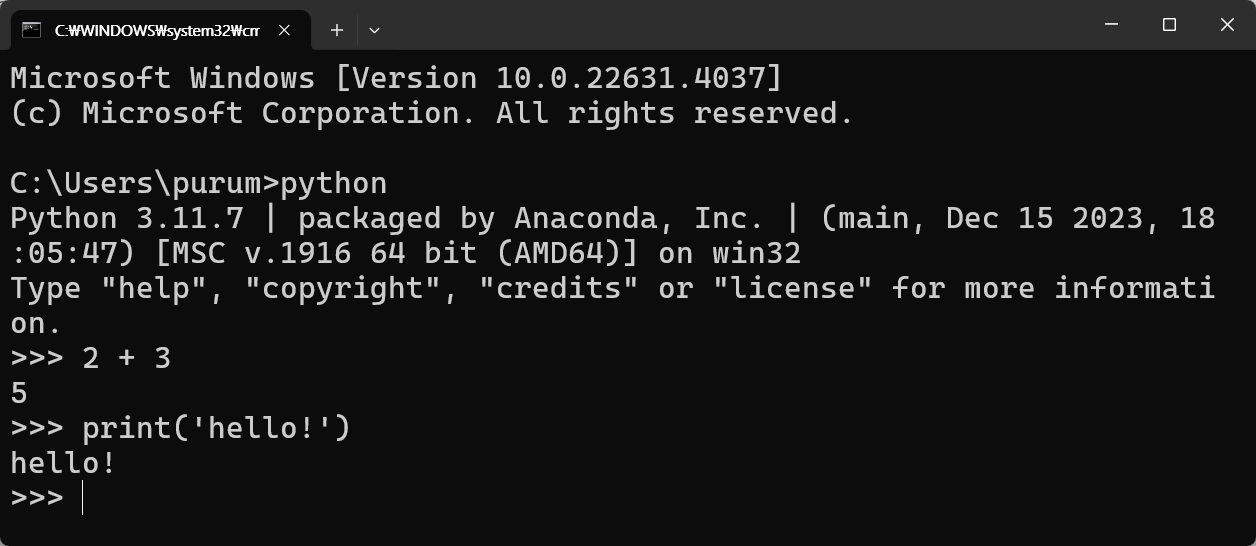 C:₩WINDOWS₩system32₩cm
Microsoft Windows [Version 10.0.22631.4037]
(c) Microsoft Corporation. All rights reserved.
C:\Users\purum>python
Python 3.11.7 | packaged by Anaconda, Inc. | (main, Dec 15 2023, 18
:05:47) [MSC v.1916 64 bit (AMD64)] on win32
Type "help", "copyright", "credits" or "license" for more informati
on.
>>> 2 + 3
5
>>> print('hello!')
hello!
>>>